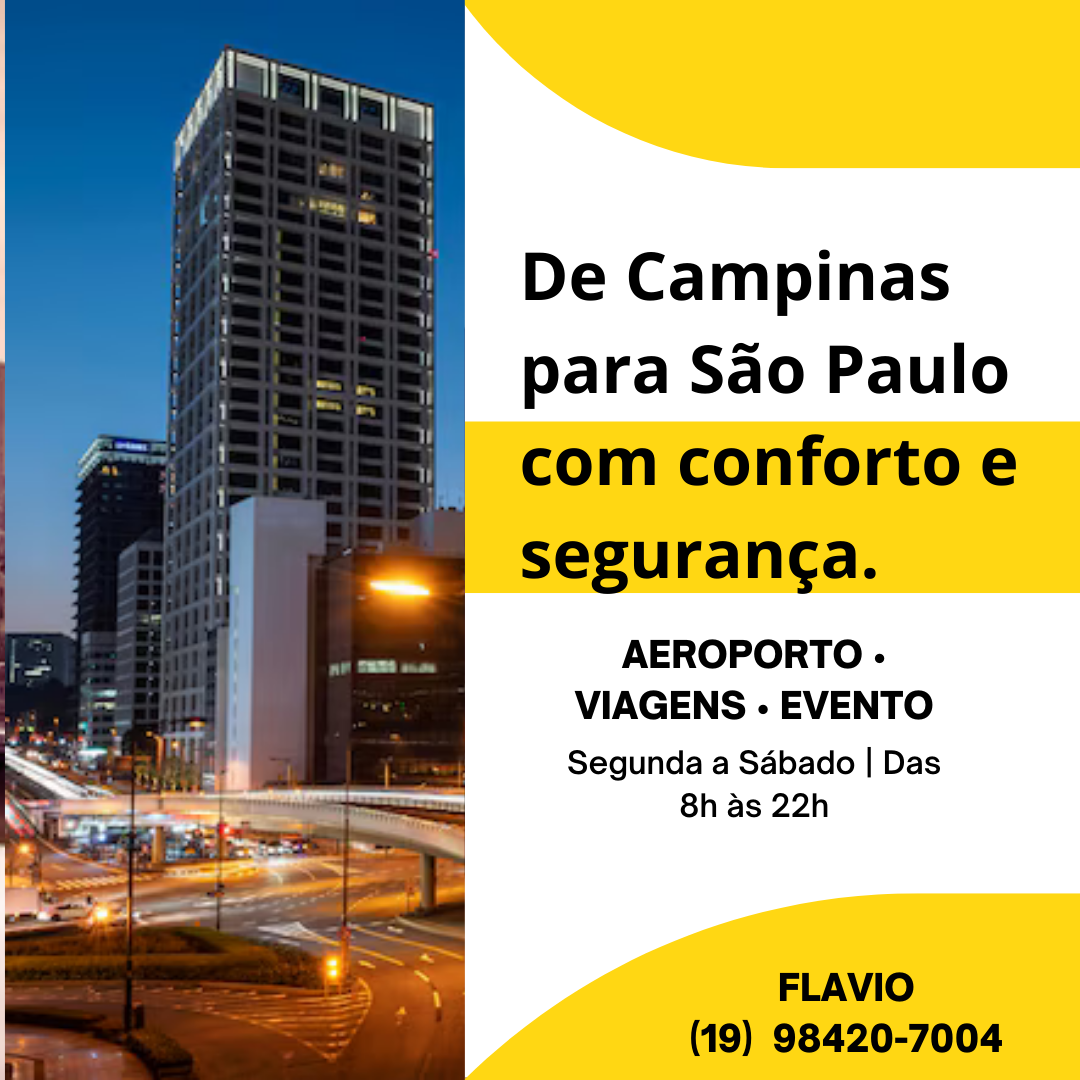 De Campinas
para São Paulo
com conforto e
segurança.
AEROPORTO •
VIAGENS • EVENTO
Segunda a Sábado | Das
8h às 22h
FLAVIO
(19) 98420-7004